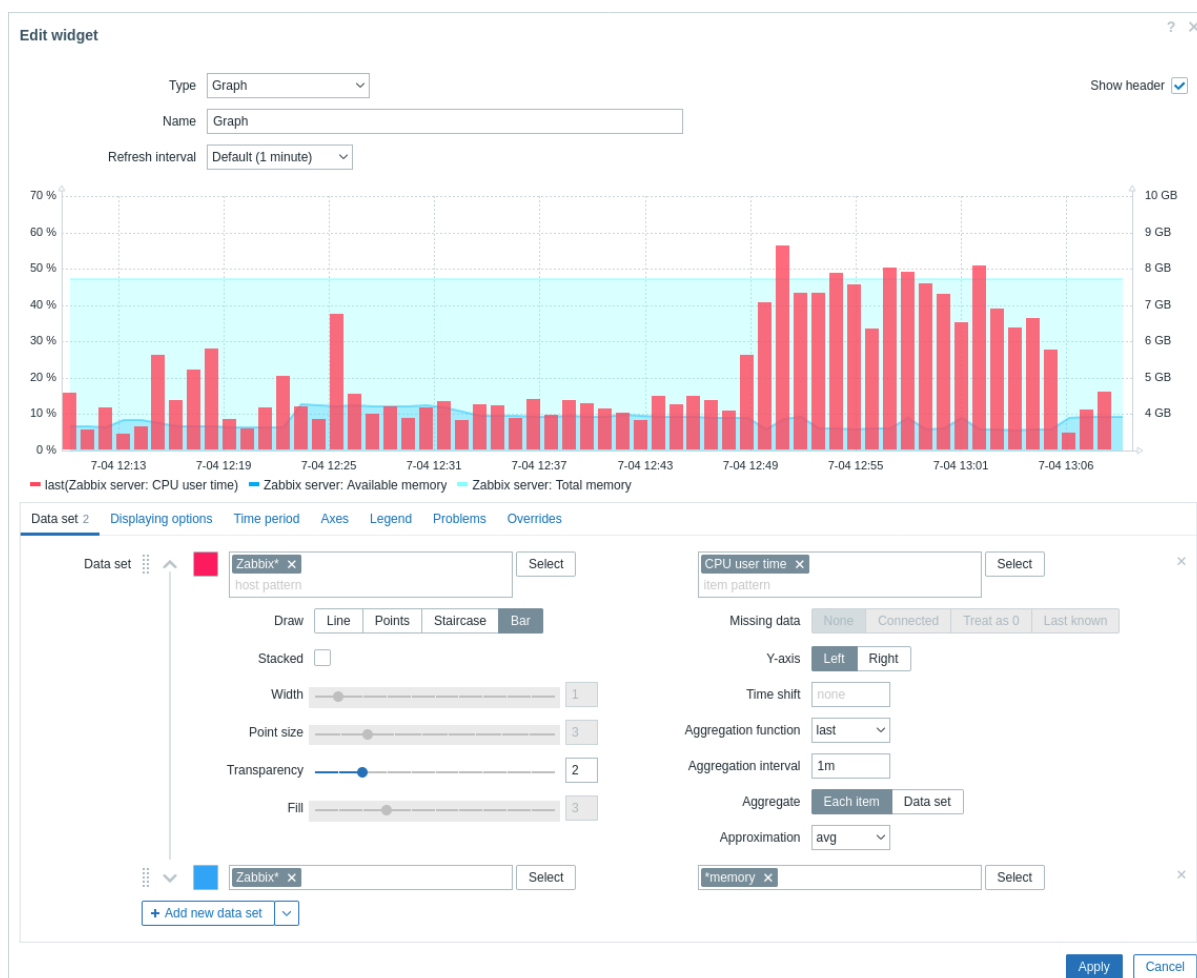 Edit widget ? ×
Type Graph Show header
Name Graph
Refresh interval Default (1 minute)
70 % 10 GB
60 % 9 GB
50 % 8 GB
40 % 7 GB
30 % 6 GB
20 % 5 GB
10 % 4 GB
0 %
7-04 12:13 7-04 12:19 7-04 12:25 7-04 12:31 7-04 12:37 7-04 12:43 7-04 12:49 7-04 12:55 7-04 13:01 7-04 13:06
last(Zabbix server: CPU user time) Zabbix server: Available memory Zabbix server: Total memory
Data set 2 Displaying options Time period Axes Legend Problems Overrides
Data set Zabbix* × Select CPU user time × Select ×
host pattern item pattern
Draw Line Points Staircase Bar Missing data None Connected Treat as 0 Last known
Stacked Y-axis Left Right
Width 1 Time shift none
Point size 3 Aggregation function last
Transparency 2 Aggregation interval 1m
Fill 3 Aggregate Each item Data set
Approximation avg
Zabbix* × Select *memory × Select ×
+ Add new data set
Apply Cancel